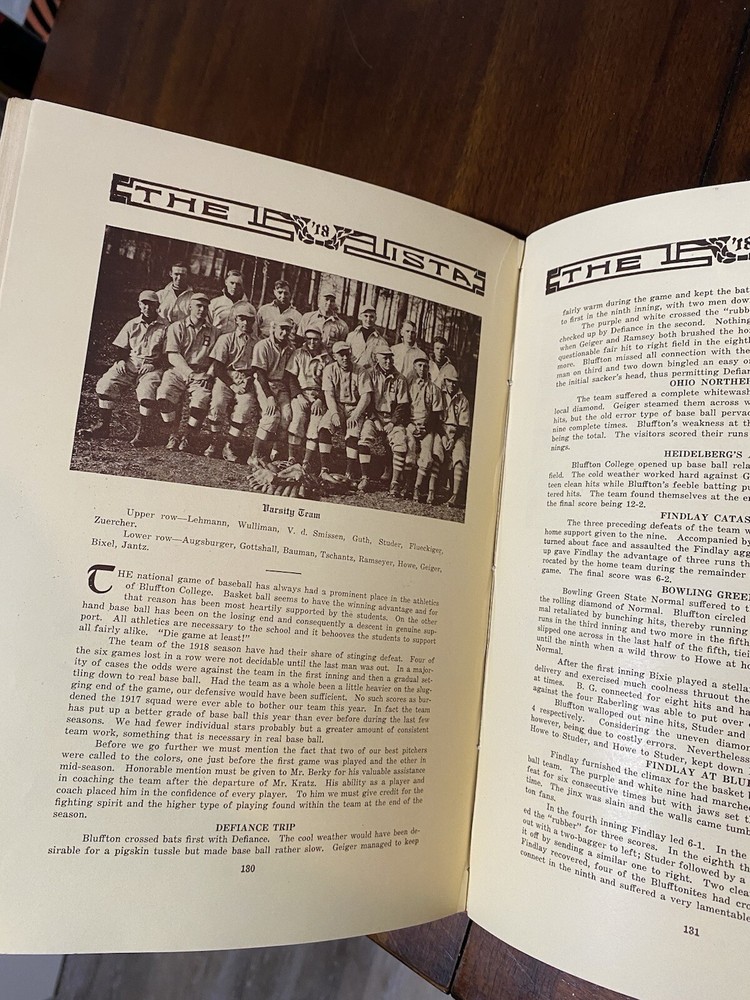 THE ISTA
'18
Varsity Team
Upper row—Lehmann, Wulliman, V. d. Smissen, Guth, Studer, Flueckiger,
Zuercher.
Lower row—Augsburger, Gottshall, Bauman, Tschantz, Ramseyer, Howe, Geiger,
Bixel, Jantz.
THE national game of baseball has always had a prominent place in the athletics
of Bluffton College. Basket ball seems to have the winning advantage and for
that reason has been most heartily supported by the students. On the other
hand base ball has been on the losing end and consequently a descent in genuine sup-
port. All athletics are necessary to the school and it behooves the students to support
all fairly alike. "Die game at least!"
The team of the 1918 season have had their share of stinging defeat. Four of
the six games lost in a row were not decidable until the last man was out. In a major-
ity of cases the odds were against the team in the first inning and then a gradual set-
tling down to real base ball. Had the team as a whole been a little heavier on the slug-
ging end of the game, our defensive would have been sufficient. No such scores as bur-
dened the 1917 squad were ever able to bother our team this year. In fact the team
has put up a better grade of base ball this year than ever before during the last few
seasons. We had fewer individual stars probably but a greater amount of consistent
team work, something that is necessary in real base ball.
Before we go further we must mention the fact that two of our best pitchers
were called to the colors, one just before the first game was played and the other in
mid-season. Honorable mention must be given to Mr. Berky for his valuable assistance
in coaching the team after the departure of Mr. Kratz. His ability as a player and
coach placed him in the confidence of every player. To him we must give credit for the
fighting spirit and the higher type of playing found within the team at the end of the
season.
DEFIANCE TRIP
Bluffton crossed bats first with Defiance. The cool weather would have been de-
sirable for a pigskin tussle but made base ball rather slow. Geiger managed to keep
130
THE
'18
fairly warm during the game and kept the bat
to first in the ninth inning, with two men down
The purple and white crossed the "rubb
checked up by Defiance in the second. Nothing
when Geiger and Ramsey both brushed the ho
questionable fair hit to right field in the eighth
more. Bluffton missed all connection with the
man on third and two down bingled an easy o
the initial sacker's head, thus permitting Defian
OHIO NORTHE
The team suffered a complete whitewash
local diamond. Geiger steamed them across w
hits, but the old error type of base ball pervad
nine complete times. Bluffton's weakness at th
being the total. The visitors scored their runs
nings.
HEIDELBERG'S
Bluffton College opened up base ball rela
field. The cold weather worked hard against G
teen clean hits while Bluffton's feeble batting pu
tered hits. The team found themselves at the en
the final score being 12-2.
FINDLAY CATAS
The three preceding defeats of the team w
home support given to the nine. Accompanied by
turned about face and assaulted the Findlay agg
up gave Findlay the advantage of three runs th
rocated by the home team during the remainder
game. The final score was 6-2.
BOWLING GREEN
Bowling Green State Normal suffered to t
the rolling diamond of Normal. Bluffton circled
mal retaliated by bunching hits, thereby running
runs in the third inning and two more in the fifth
slipped one across in the last half of the fifth, tie
until the ninth when a wild throw to Howe at h
Normal.
After the first inning Bixie played a stella
delivery and exercised much coolness thruout the
at times. B. G. connected for eight hits and ha
against the four Raberling was able to put over
Bluffton walloped out nine hits, Studer and
4 respectively. Considering the uneven diamo
however, being due to costly errors. Nevertheless
Howe to Studer, and Howe to Studer, kept down
FINDLAY AT BLU
Findlay furnished the climax for the basket
ball team. The purple and white nine had marched
feat for six consecutive times but with jaws set t
time. The jinx was slain and the walls came tumb
ton fans.
In the fourth inning Findlay led 6-1. In the
ed the "rubber" for three scores. In the eighth th
out with a two-bagger to left; Studer followed by a
it off by sending a similar one to right. Two clea
Findlay recovered, four of the Blufftonites had cro
connect in the ninth and suffered a very lamentable
131